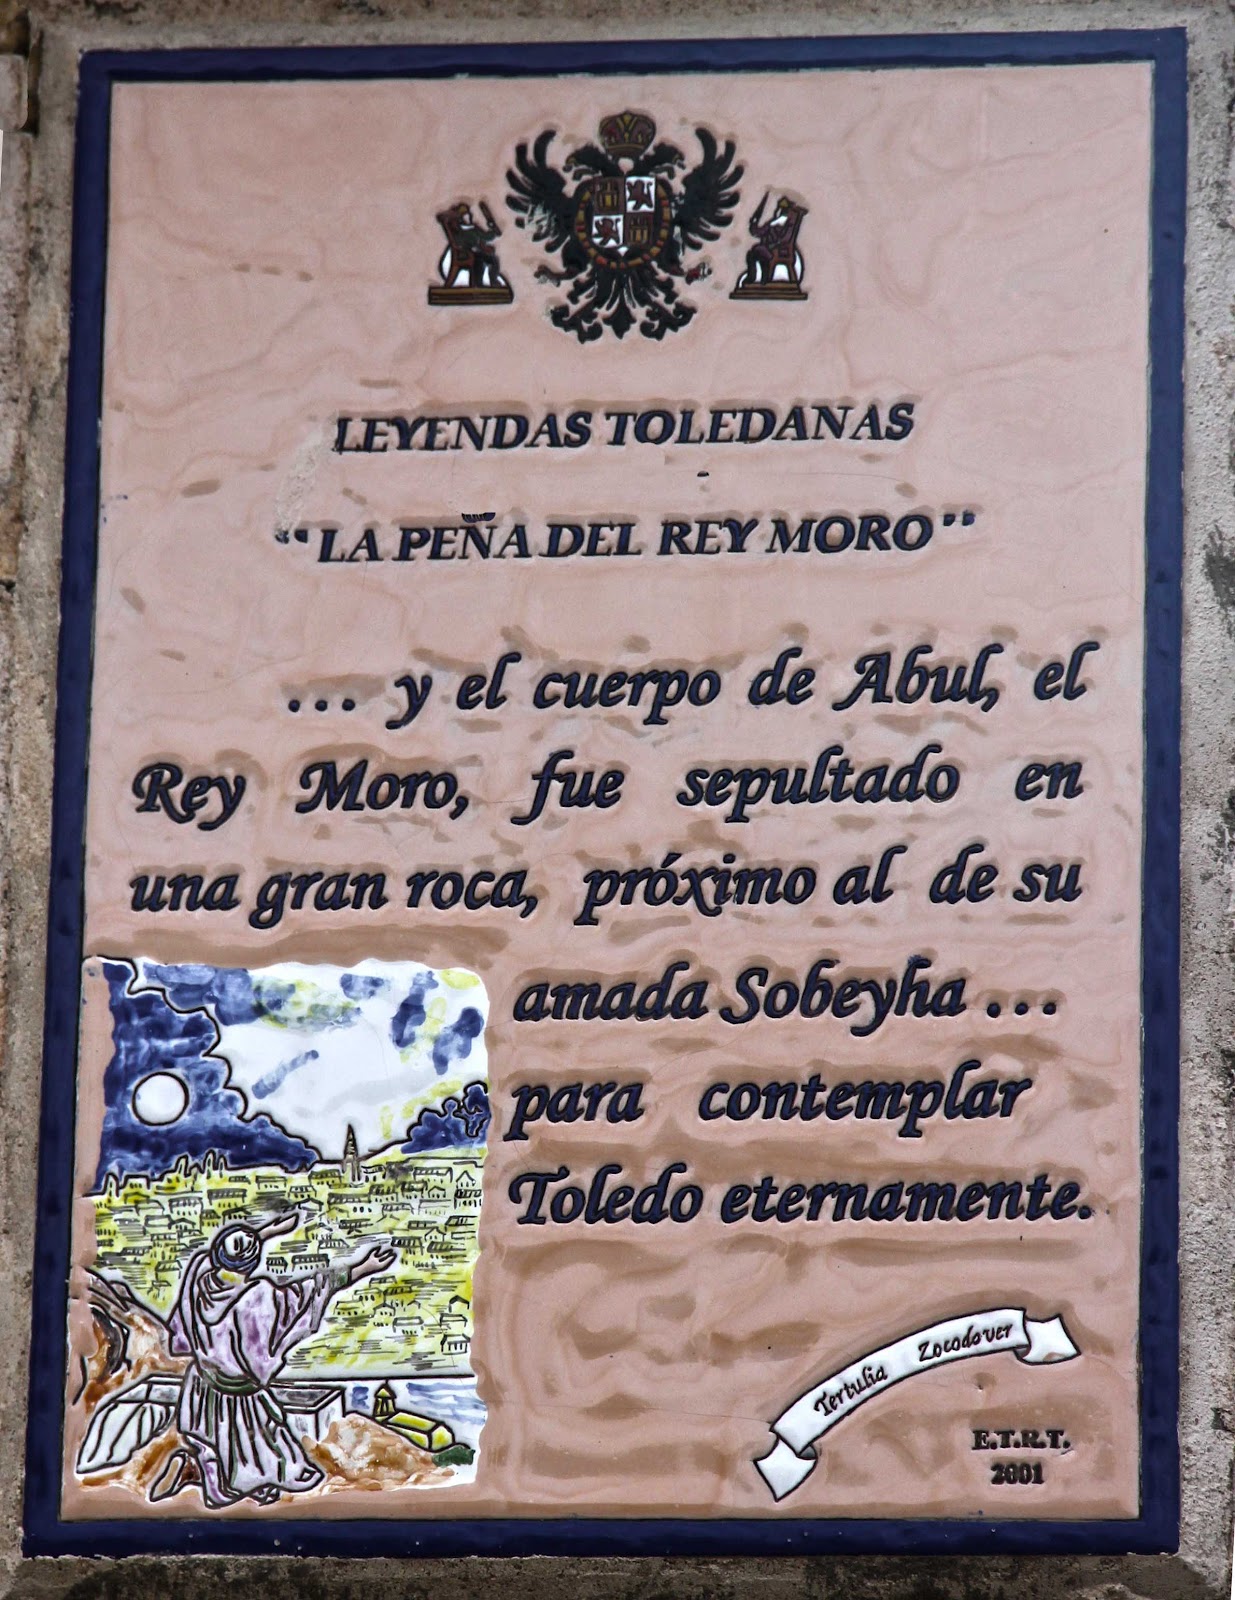 LEYENDAS TOLEDANAS
"LA PEÑA DEL REY MORO"
... y el cuerpo de Abul, el
Rey Moro, fue sepultado en
una gran roca, próximo al de su
amada Sobeyha ...
para contemplar
Toledo eternamente.
Tertulia Zocodover
E.T.R.T.
2001